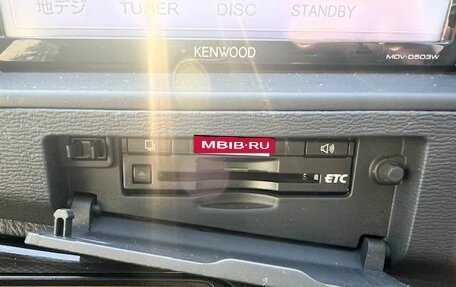 地デジ TUNER DISC STANDBY
KENWOOD MDV-D503W
MBIB.RU
ETC